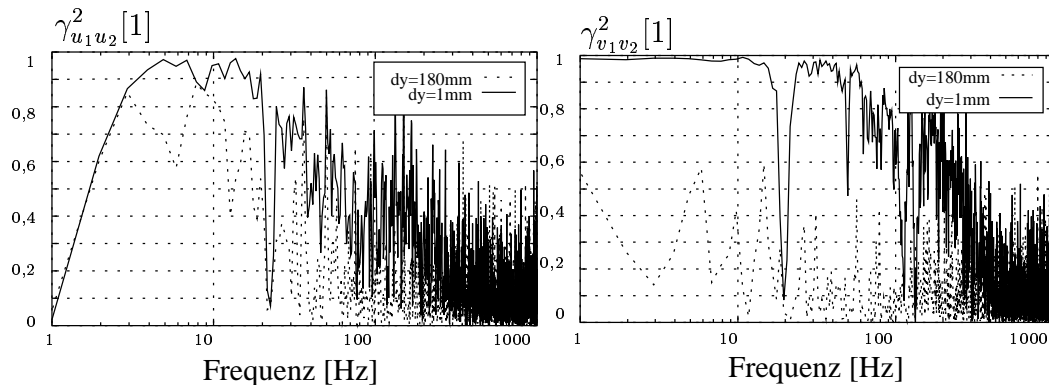 γ²u₁u₂[1]
1
0,8
0,6
0,4
0,2
0
1
10
100
1000
dy=180mm
dy=1mm
Frequenz [Hz]
γ²v₁v₂[1]
1
0,8
0,6
0,4
0,2
0
1
10
100
1000
dy=180mm
dy=1mm
Frequenz [Hz]